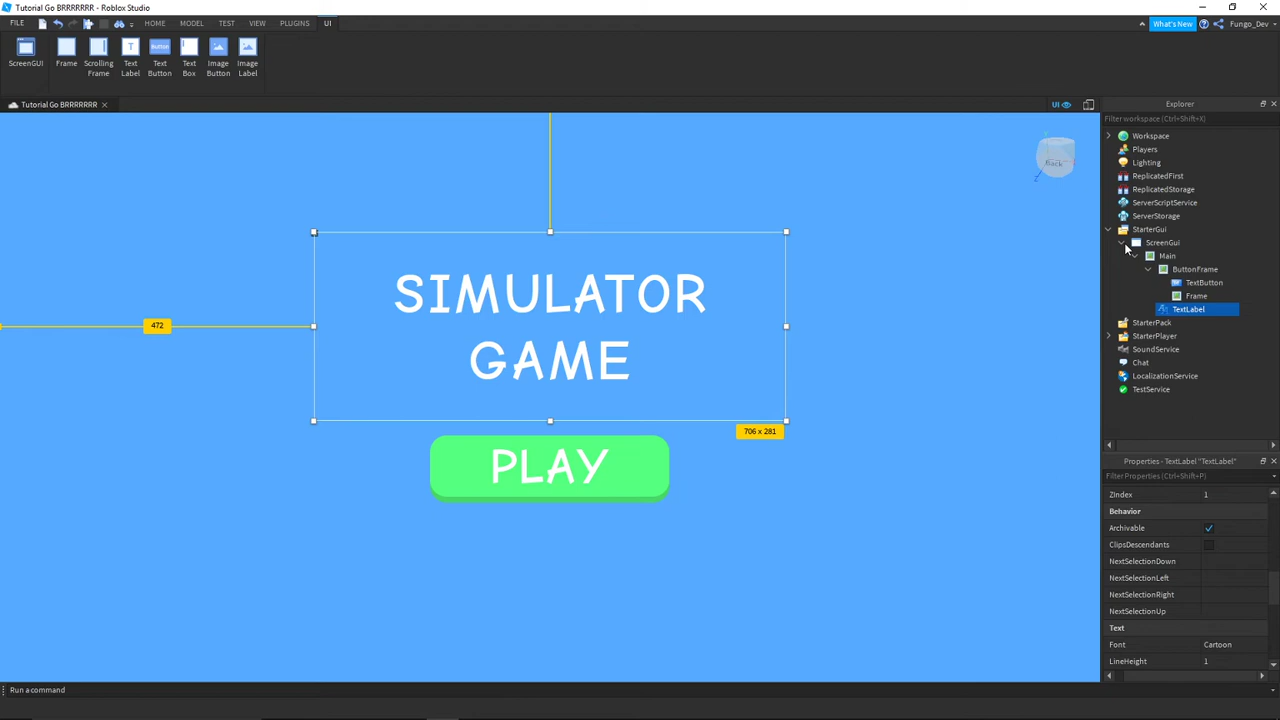 Tutorial Go BRRRRRRR - Roblox Studio
FILE HOME MODEL TEST VIEW PLUGINS UI What's New Fungo_Dev
ScreenGUI Frame Scrolling Frame Text Label Text Button Text Box Image Button Image Label
Button
T
Tutorial Go BRRRRRRR
UI
Explorer
Filter workspace (Ctrl+Shift+X)
Workspace
Players
Lighting
ReplicatedFirst
ReplicatedStorage
ServerScriptService
ServerStorage
StarterGui
ScreenGui
Main
ButtonFrame
TextButton
Frame
TextLabel
StarterPack
StarterPlayer
SoundService
Chat
LocalizationService
TestService
Back
SIMULATOR
GAME
472
706 x 281
PLAY
Properties - TextLabel "TextLabel"
Filter Properties (Ctrl+Shift+P)
ZIndex 1
Behavior
Archivable
ClipsDescendants
NextSelectionDown
NextSelectionLeft
NextSelectionRight
NextSelectionUp
Text
Font Cartoon
LineHeight 1
Run a command